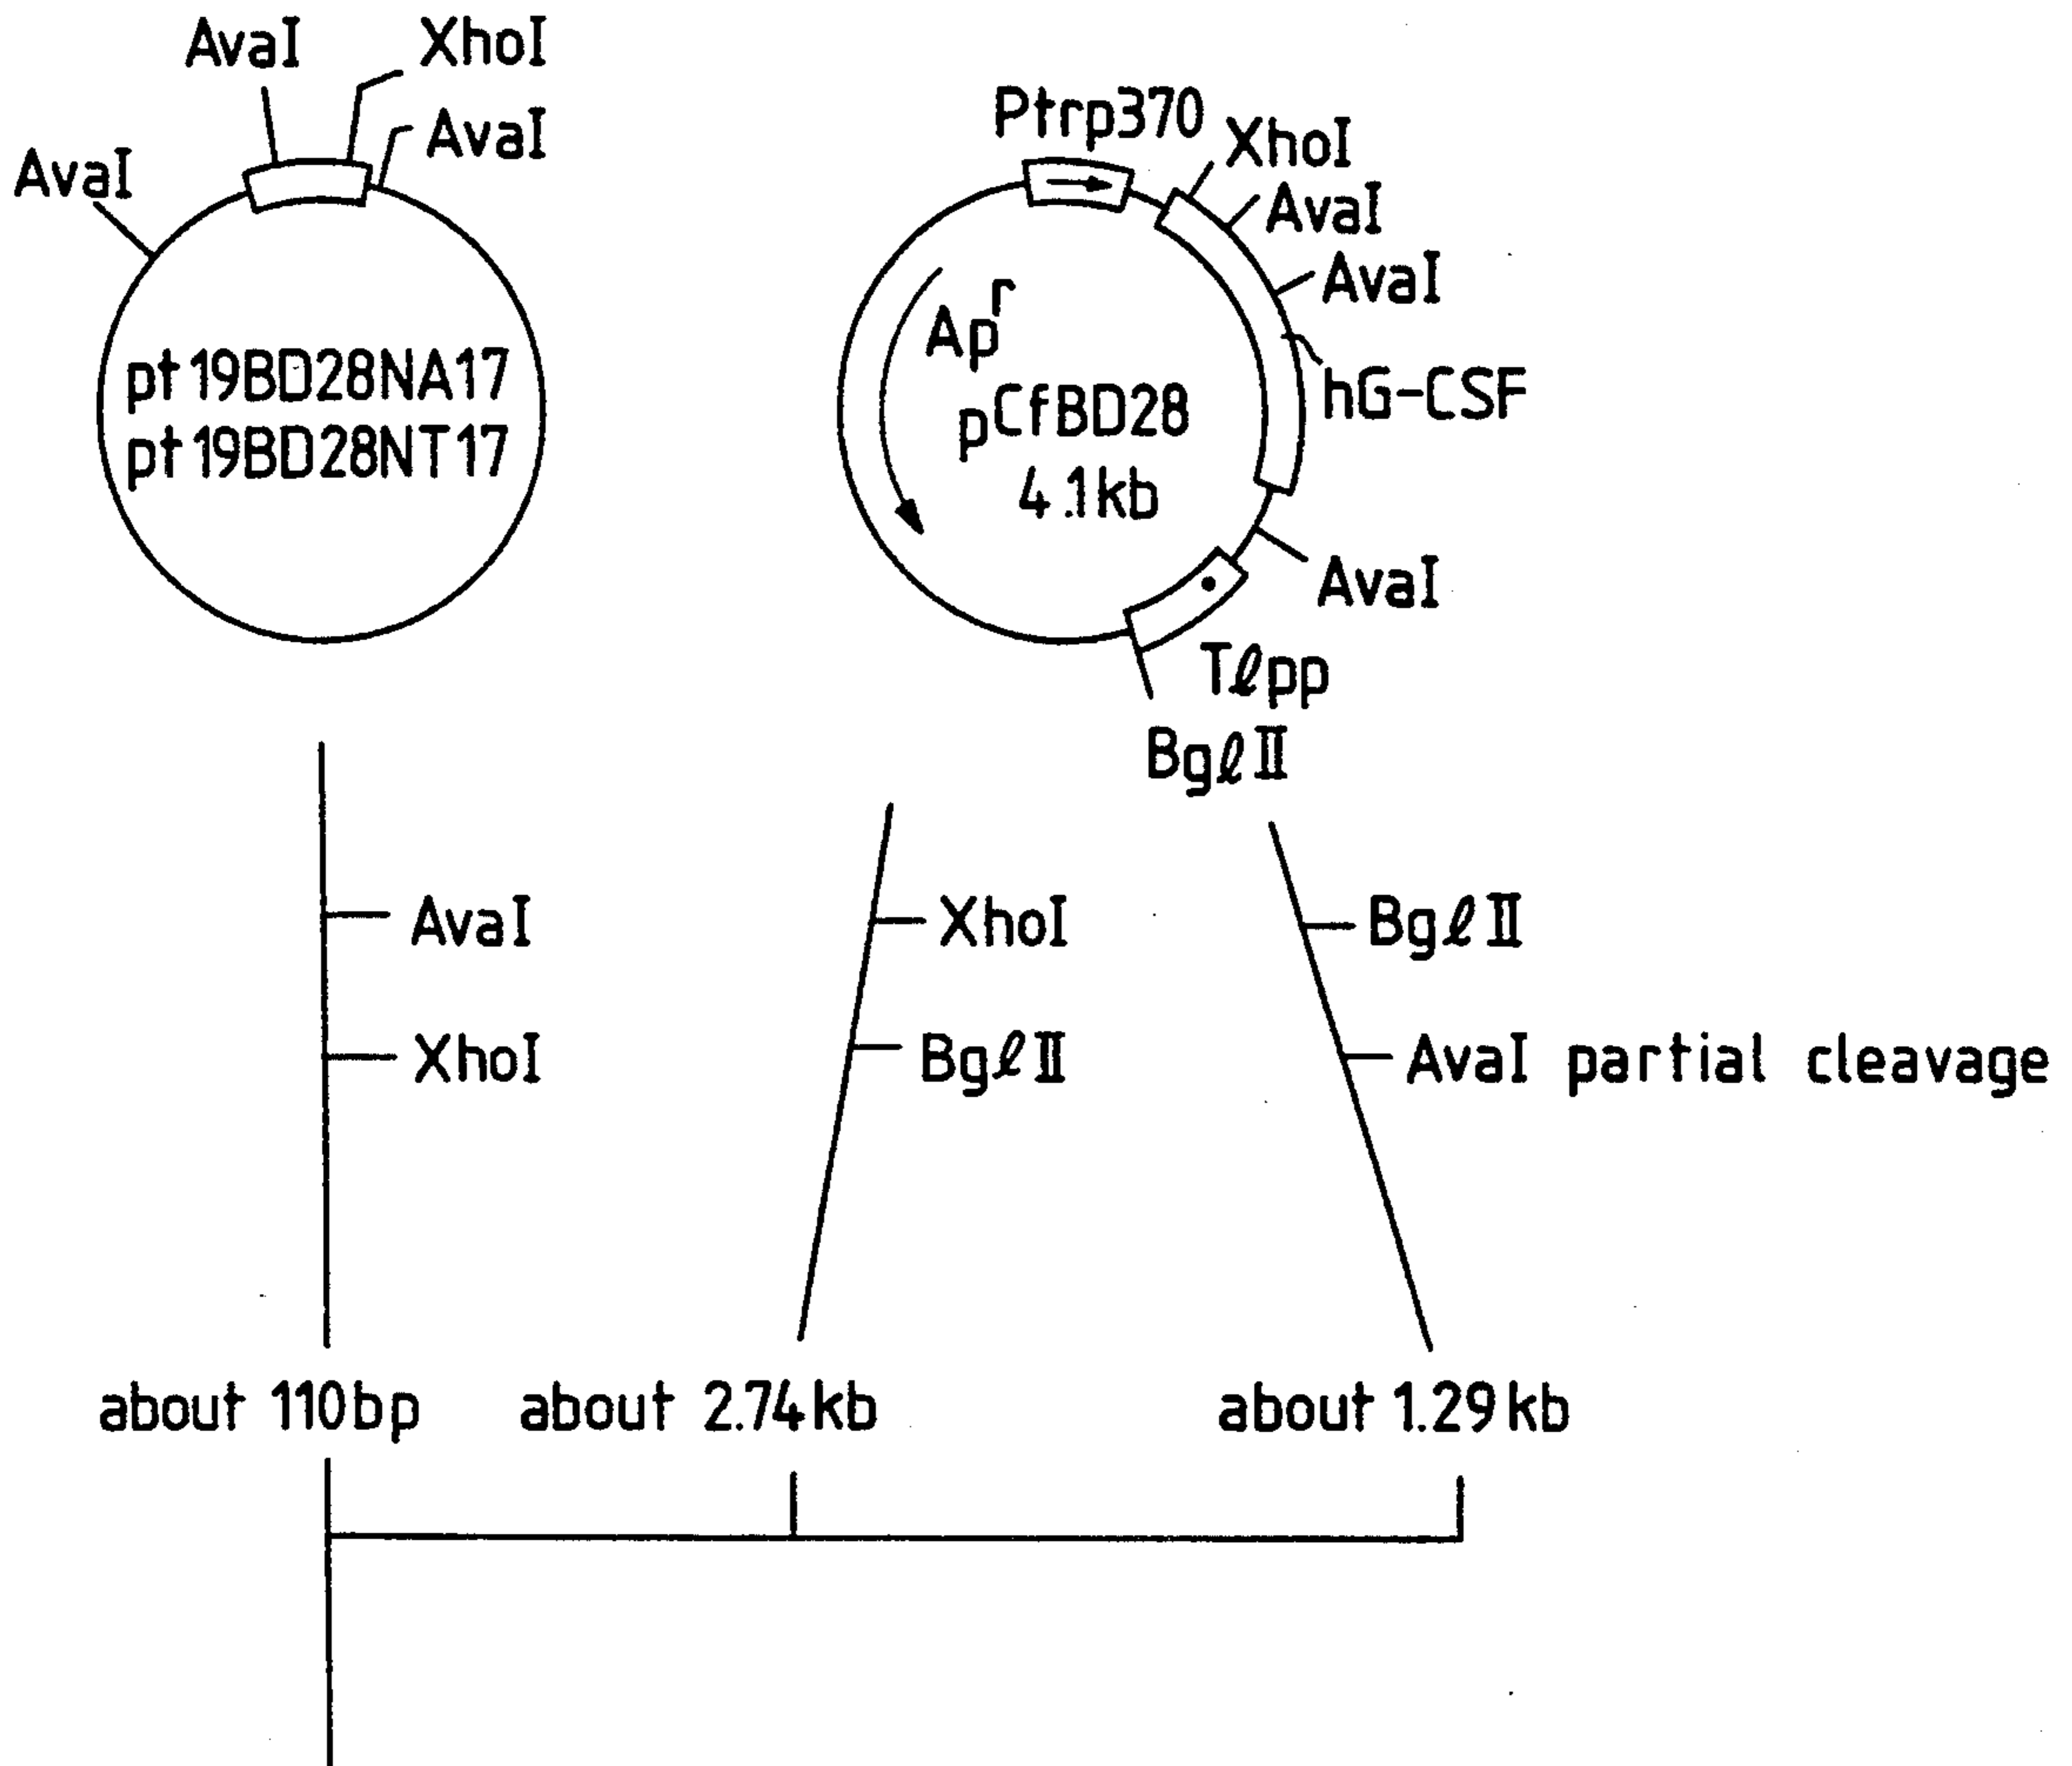 AvaI
XhoI
AvaI
AvaI
pt19BD28NA17
pt19BD28NT17
Ptrp370
XhoI
AvaI
AvaI
hG-CSF
Apʳ
pCfBD28
4.1kb
AvaI
Tℓpp
BgℓII
AvaI
XhoI
XhoI
BgℓII
BgℓII
AvaI partial cleavage
about 110bp
about 2.74kb
about 1.29kb